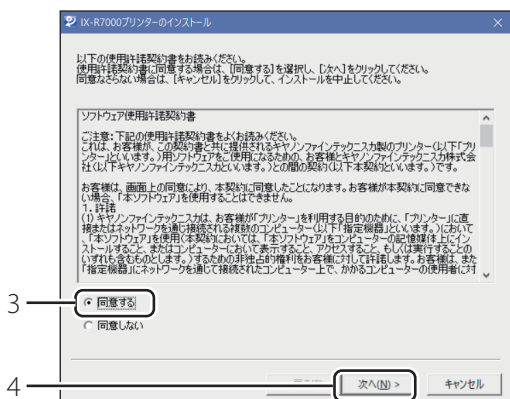 IX-R7000プリンターのインストール
以下の使用許諾契約書をお読みください。
使用許諾契約書に同意する場合は、[同意する]を選択し、[次へ]をクリックしてください。
同意なさらない場合は、[キャンセル]をクリックして、インストールを中止してください。
ソフトウェア使用許諾契約書
ご注意:下記の使用許諾契約書をよくお読みください。
これは、お客様が、この契約書と共に提供されるキヤノンファインテックニスカ製のプリンター(以下「プリ
ンター」といいます。)用ソフトウェアをご使用になるための、お客様とキヤノンファインテックニスカ株式会
社(以下キヤノンファインテックニスカといいます。)との間の契約(以下本契約といいます。)です。
お客様は、画面上の同意により、本契約に同意したことになります。お客様が本契約に同意できな
い場合、「本ソフトウェア」を使用することはできません。
1. 許諾
(1) キヤノンファインテックニスカは、お客様が「プリンター」を利用する目的のために、「プリンター」に直
接またはネットワークを通じ接続される複数のコンピューター(以下「指定機器」といいます。)において
、「本ソフトウェア」を使用(本契約においては、「本ソフトウェア」をコンピューターの記憶媒体上にイン
ストールすること、またはコンピューターにおいて表示すること、アクセスすること、もしくは実行することの
いずれも含むものとします。)するための非独占的権利をお客様に対して許諾します。お客様は、また
「指定機器」にネットワークを通じて接続されたコンピューター上で、かかるコンピューターの使用者に対
3
同意する
同意しない
4
次へ(N) >
キャンセル